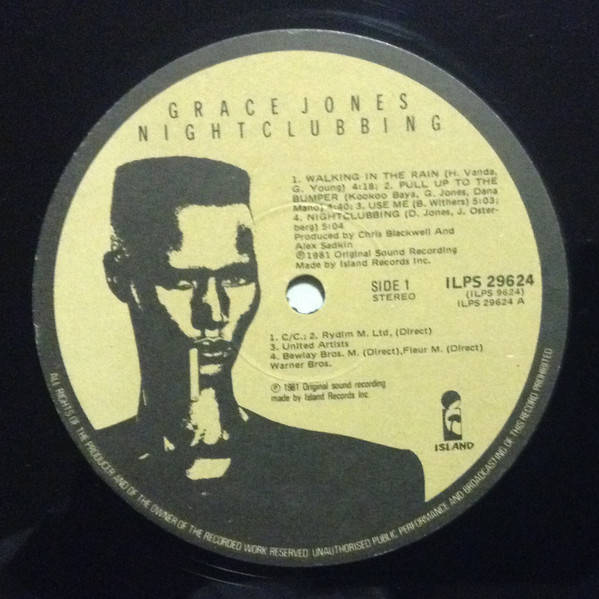 GRACE JONES
NIGHTCLUBBING
1. WALKING IN THE RAIN (H. Vanda,
G. Young) 4:18; 2. PULL UP TO THE
BUMPER (Kookoo Baya, G. Jones, Dana
Mano) 4:40; 3. USE ME (B. Withers) 5:03;
4. NIGHTCLUBBING (D. Jones, J. Oster-
berg) 5:04
Produced by Chris Blackwell And
Alex Sadkin
℗1981 Original Sound Recording
Made by Island Records Inc.
SIDE 1
STEREO
ILPS 29624
(ILPS 9624)
ILPS 29624 A
1. C/C.; 2. Rydim M. Ltd, (Direct)
3. United Artists
4. Bewlay Bros. M. (Direct),Fleur M. (Direct)
Warner Bros.
℗ 1981 Original sound recording
made by Island Records Inc.
ISLAND
ALL RIGHTS OF THE PRODUCER AND OF THE OWNER OF THE RECORDED WORK RESERVED. UNAUTHORISED PUBLIC PERFORMANCE AND BROADCASTING OF THIS RECORD PROHIBITED